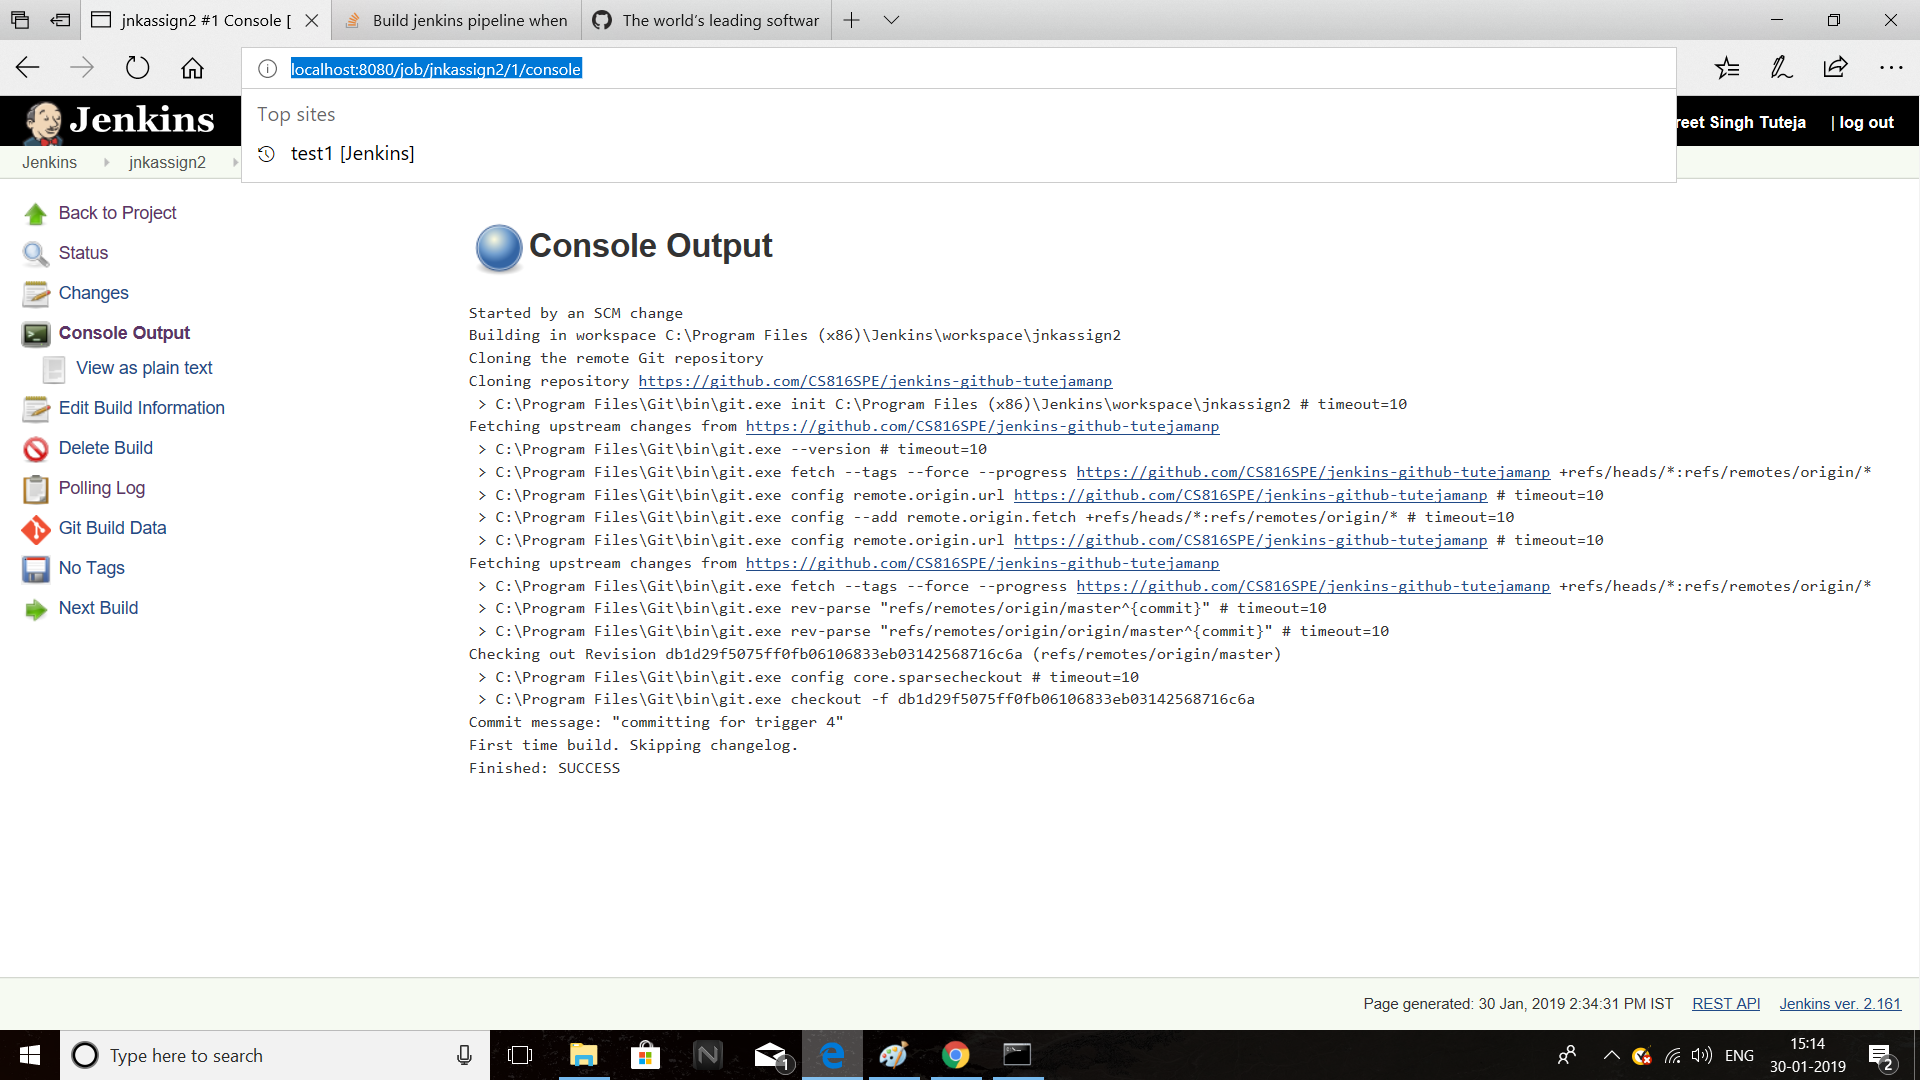 jnkassign2 #1 Console [
Build jenkins pipeline when
The world's leading softwar
localhost:8080/job/jnkassign2/1/console
Top sites
test1 [Jenkins]
Jenkins
reet Singh Tuteja
| log out
Jenkins
jnkassign2
Back to Project
Status
Changes
Console Output
View as plain text
Edit Build Information
Delete Build
Polling Log
Git Build Data
No Tags
Next Build
Console Output
Started by an SCM change
Building in workspace C:\Program Files (x86)\Jenkins\workspace\jnkassign2
Cloning the remote Git repository
Cloning repository https://github.com/CS816SPE/jenkins-github-tutejamanp
> C:\Program Files\Git\bin\git.exe init C:\Program Files (x86)\Jenkins\workspace\jnkassign2 # timeout=10
Fetching upstream changes from https://github.com/CS816SPE/jenkins-github-tutejamanp
> C:\Program Files\Git\bin\git.exe --version # timeout=10
> C:\Program Files\Git\bin\git.exe fetch --tags --force --progress https://github.com/CS816SPE/jenkins-github-tutejamanp +refs/heads/*:refs/remotes/origin/*
> C:\Program Files\Git\bin\git.exe config remote.origin.url https://github.com/CS816SPE/jenkins-github-tutejamanp # timeout=10
> C:\Program Files\Git\bin\git.exe config --add remote.origin.fetch +refs/heads/*:refs/remotes/origin/* # timeout=10
> C:\Program Files\Git\bin\git.exe config remote.origin.url https://github.com/CS816SPE/jenkins-github-tutejamanp # timeout=10
Fetching upstream changes from https://github.com/CS816SPE/jenkins-github-tutejamanp
> C:\Program Files\Git\bin\git.exe fetch --tags --force --progress https://github.com/CS816SPE/jenkins-github-tutejamanp +refs/heads/*:refs/remotes/origin/*
> C:\Program Files\Git\bin\git.exe rev-parse "refs/remotes/origin/master^{commit}" # timeout=10
> C:\Program Files\Git\bin\git.exe rev-parse "refs/remotes/origin/origin/master^{commit}" # timeout=10
Checking out Revision db1d29f5075ff0fb06106833eb03142568716c6a (refs/remotes/origin/master)
> C:\Program Files\Git\bin\git.exe config core.sparsecheckout # timeout=10
> C:\Program Files\Git\bin\git.exe checkout -f db1d29f5075ff0fb06106833eb03142568716c6a
Commit message: "committing for trigger 4"
First time build. Skipping changelog.
Finished: SUCCESS
Page generated: 30 Jan, 2019 2:34:31 PM IST
REST API
Jenkins ver. 2.161
Type here to search
N
1
ENG
15:14
30-01-2019
2